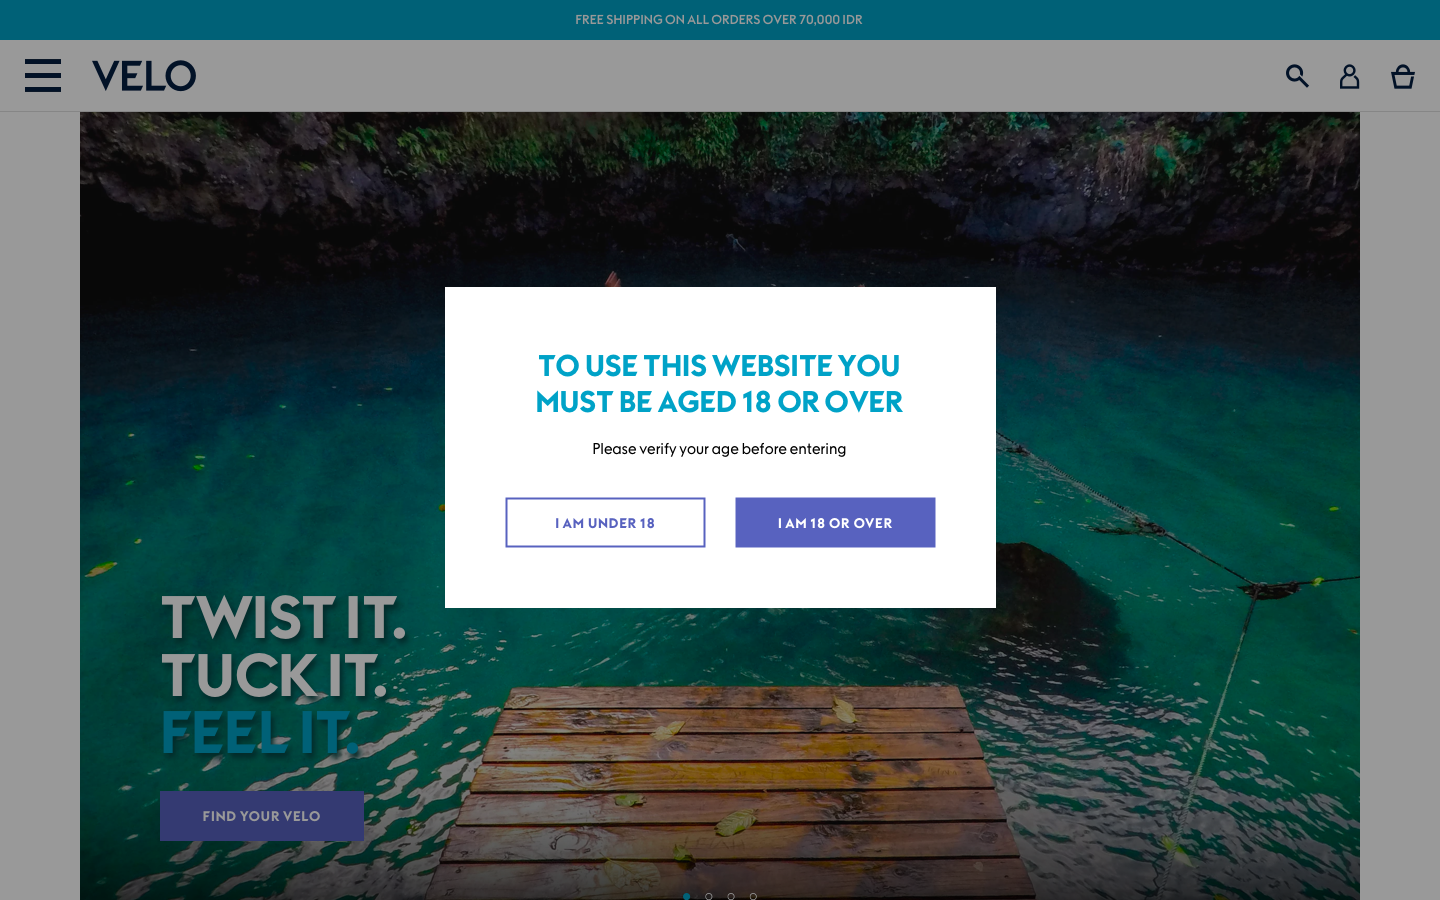 FREE SHIPPING ON ALL ORDERS OVER 70,000 IDR
VELO
TO USE THIS WEBSITE YOU
MUST BE AGED 18 OR OVER
Please verify your age before entering
I AM UNDER 18
I AM 18 OR OVER
TWIST IT.
TUCK IT.
FEEL IT.
FIND YOUR VELO